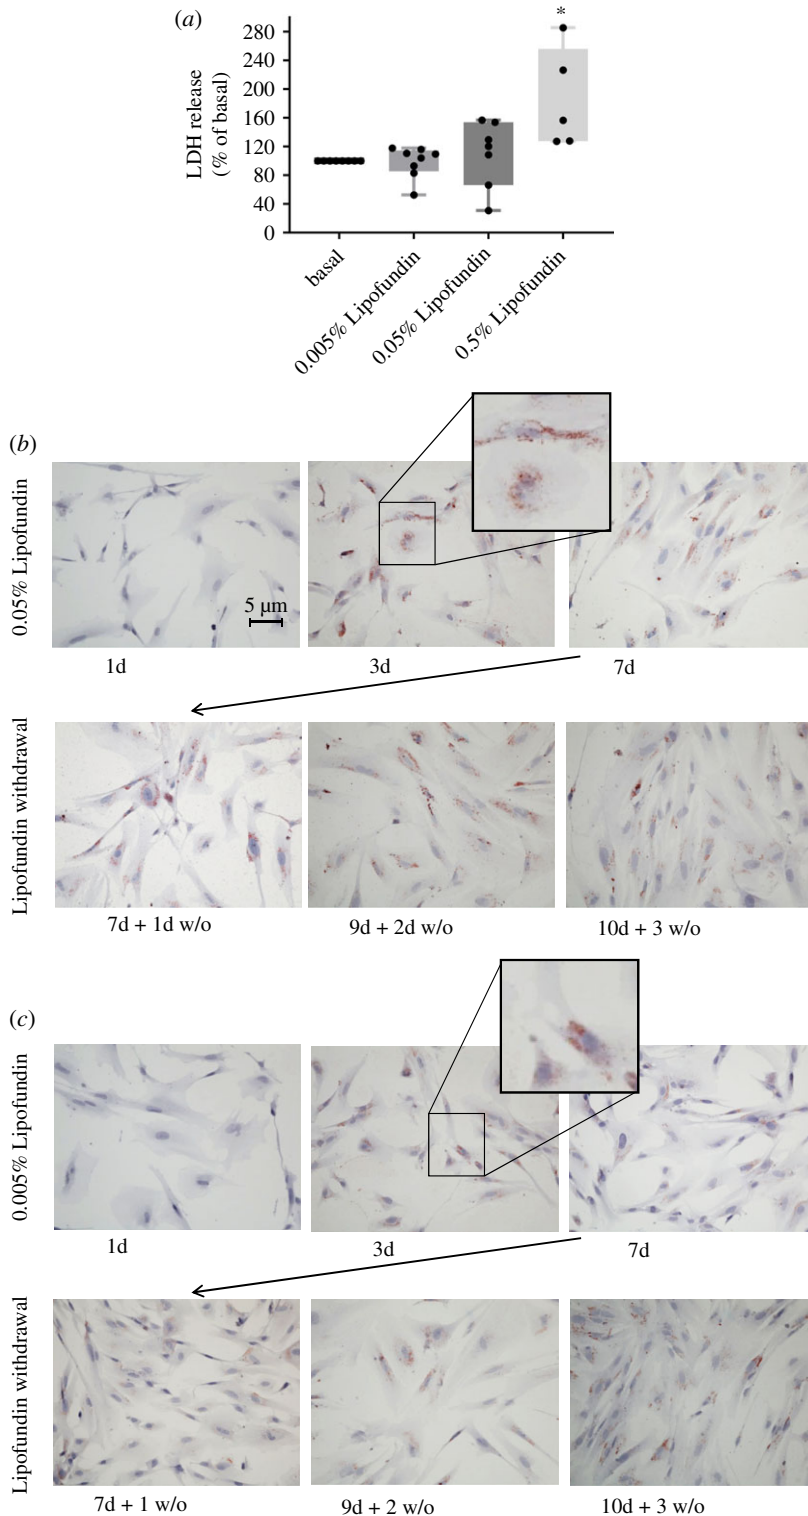 (a)
*
280
240
200
160
120
80
40
0
LDH release
(% of basal)
basal
0.005% Lipofundin
0.05% Lipofundin
0.5% Lipofundin
(b)
0.05% Lipofundin
5 µm
1d
3d
7d
Lipofundin withdrawal
7d + 1d w/o
9d + 2d w/o
10d + 3 w/o
(c)
0.005% Lipofundin
1d
3d
7d
Lipofundin withdrawal
7d + 1 w/o
9d + 2 w/o
10d + 3 w/o